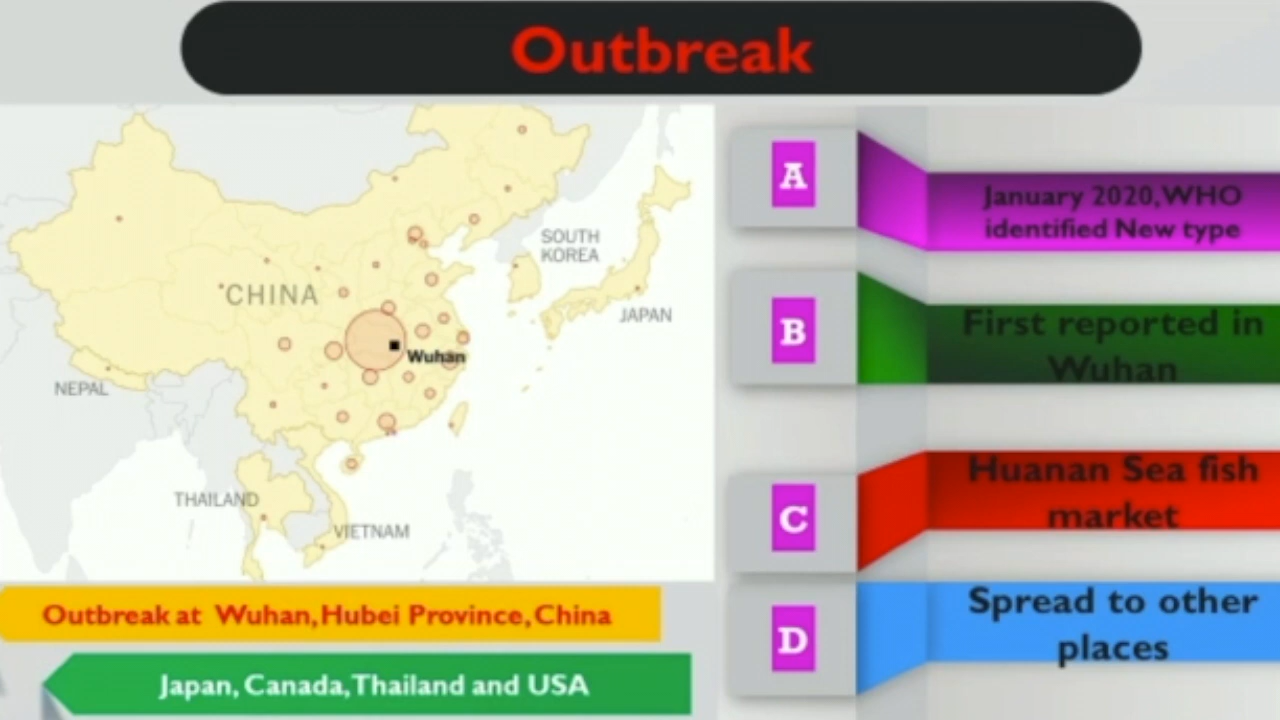 Outbreak
SOUTH
KOREA
CHINA
JAPAN
Wuhan
NEPAL
THAILAND
VIETNAM
Outbreak at Wuhan, Hubei Province, China
Japan, Canada, Thailand and USA
A
January 2020, WHO
identified New type
B
First reported in
Wuhan
C
Huanan Sea fish
market
D
Spread to other
places